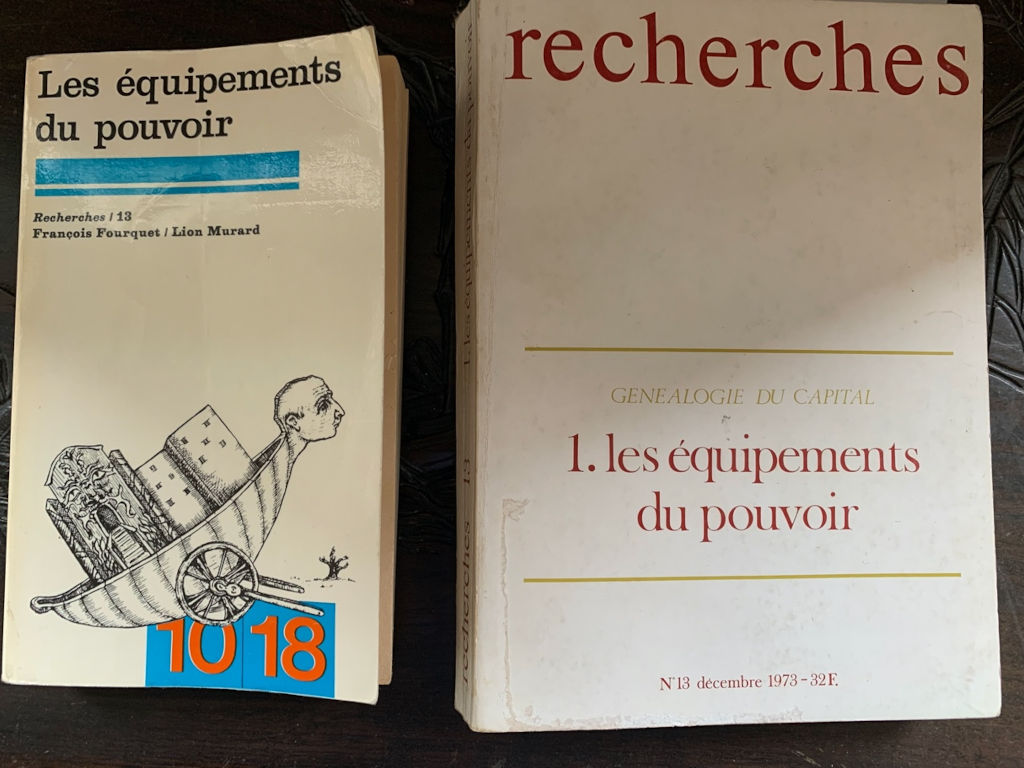 Les équipements
du pouvoir
Recherches / 13
François Fourquet / Lion Murard
10 18
recherches
GENEALOGIE DU CAPITAL
1. les équipements
du pouvoir
N°13 décembre 1973 - 32F.
recherches 13 1. les équipements du pouvoir